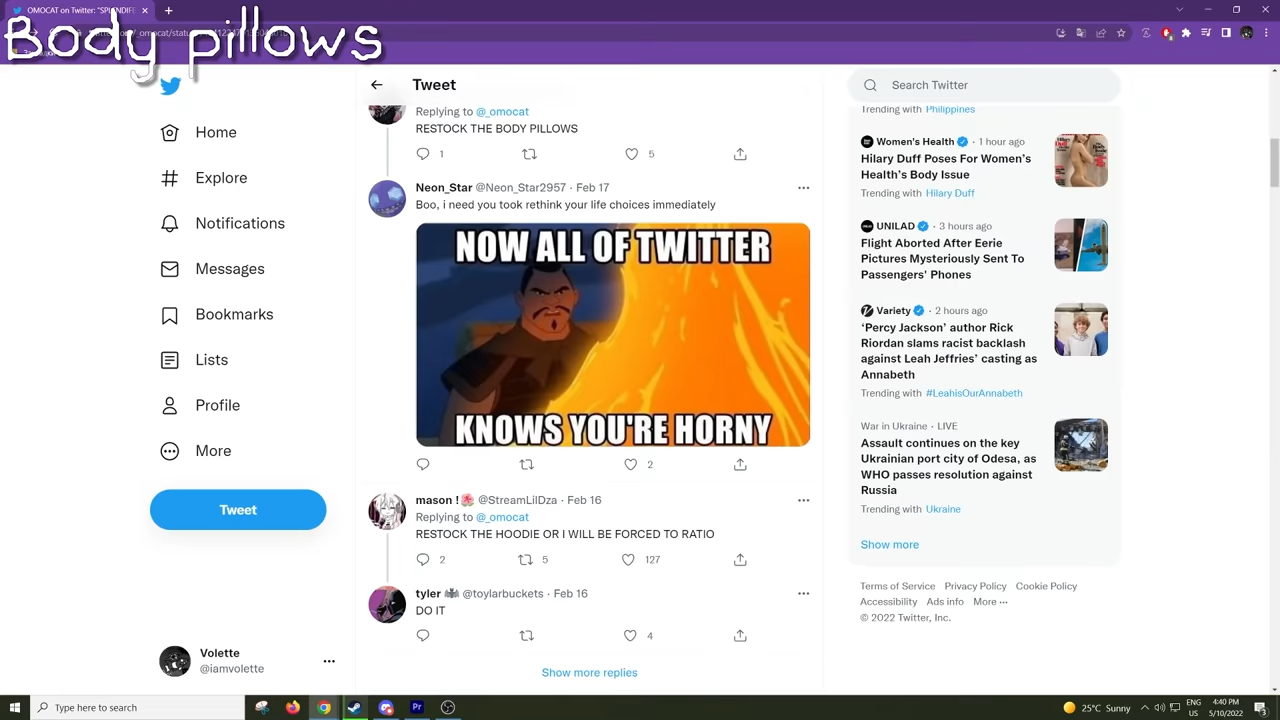 OMOCAT on Twitter: "SPLENDIFE
Body pillows
Home
Explore
Notifications
Messages
Bookmarks
Lists
Profile
More
Tweet
Volette
@iamvolette
Tweet
Replying to @_omocat
RESTOCK THE BODY PILLOWS
1
5
Neon_Star @Neon_Star2957 · Feb 17
Boo, i need you took rethink your life choices immediately
NOW ALL OF TWITTER
KNOWS YOU'RE HORNY
2
mason ! @StreamLilDza · Feb 16
Replying to @_omocat
RESTOCK THE HOODIE OR I WILL BE FORCED TO RATIO
2
5
127
tyler @toylarbuckets · Feb 16
DO IT
4
Show more replies
Search Twitter
Trending with Philippines
Women's Health · 1 hour ago
Hilary Duff Poses For Women's
Health's Body Issue
Trending with Hilary Duff
UNILAD · 3 hours ago
Flight Aborted After Eerie
Pictures Mysteriously Sent To
Passengers' Phones
Variety · 2 hours ago
‘Percy Jackson’ author Rick
Riordan slams racist backlash
against Leah Jeffries’ casting as
Annabeth
Trending with #LeahisOurAnnabeth
War in Ukraine · LIVE
Assault continues on the key
Ukrainian port city of Odesa, as
WHO passes resolution against
Russia
Trending with Ukraine
Show more
Terms of Service Privacy Policy Cookie Policy
Accessibility Ads info More ···
© 2022 Twitter, Inc.
Type here to search
Pr
25°C Sunny
ENG
US
4:40 PM
5/10/2022
3